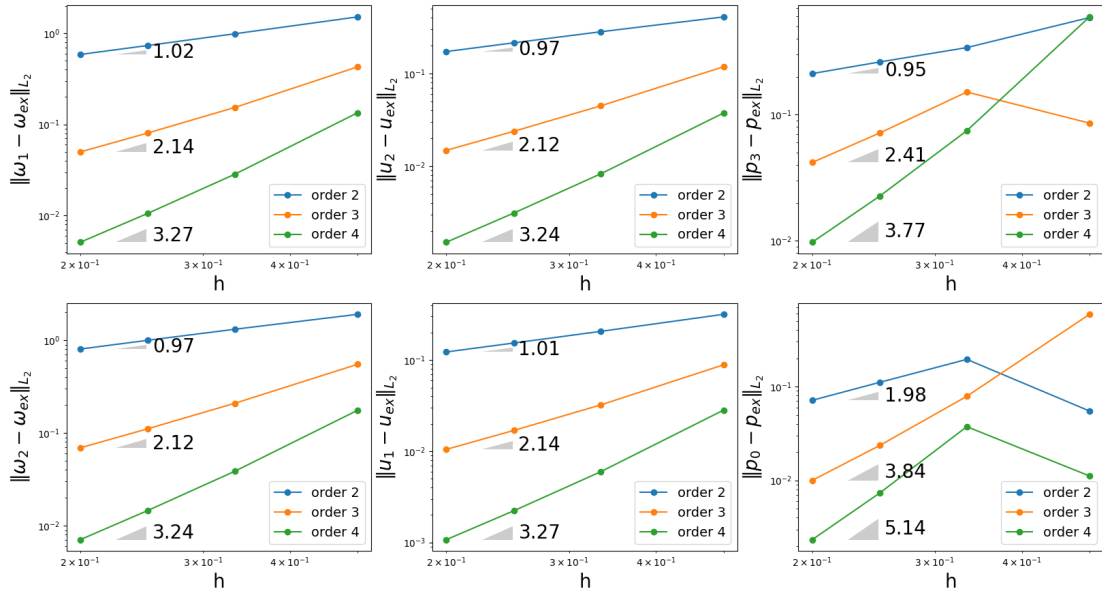 ‖ω₁ − ωₑₓ‖_{L₂}
10⁰
10⁻¹
10⁻²
1.02
2.14
3.27
order 2
order 3
order 4
2 × 10⁻¹
3 × 10⁻¹
4 × 10⁻¹
h
‖u₂ − uₑₓ‖_{L₂}
10⁻¹
10⁻²
0.97
2.12
3.24
order 2
order 3
order 4
2 × 10⁻¹
3 × 10⁻¹
4 × 10⁻¹
h
‖p₃ − pₑₓ‖_{L₂}
10⁻¹
10⁻²
0.95
2.41
3.77
order 2
order 3
order 4
2 × 10⁻¹
3 × 10⁻¹
4 × 10⁻¹
h
‖ω₂ − ωₑₓ‖_{L₂}
10⁰
10⁻¹
10⁻²
0.97
2.12
3.24
order 2
order 3
order 4
2 × 10⁻¹
3 × 10⁻¹
4 × 10⁻¹
h
‖u₁ − uₑₓ‖_{L₂}
10⁻¹
10⁻²
10⁻³
1.01
2.14
3.27
order 2
order 3
order 4
2 × 10⁻¹
3 × 10⁻¹
4 × 10⁻¹
h
‖p₀ − pₑₓ‖_{L₂}
10⁻¹
10⁻²
1.98
3.84
5.14
order 2
order 3
order 4
2 × 10⁻¹
3 × 10⁻¹
4 × 10⁻¹
h